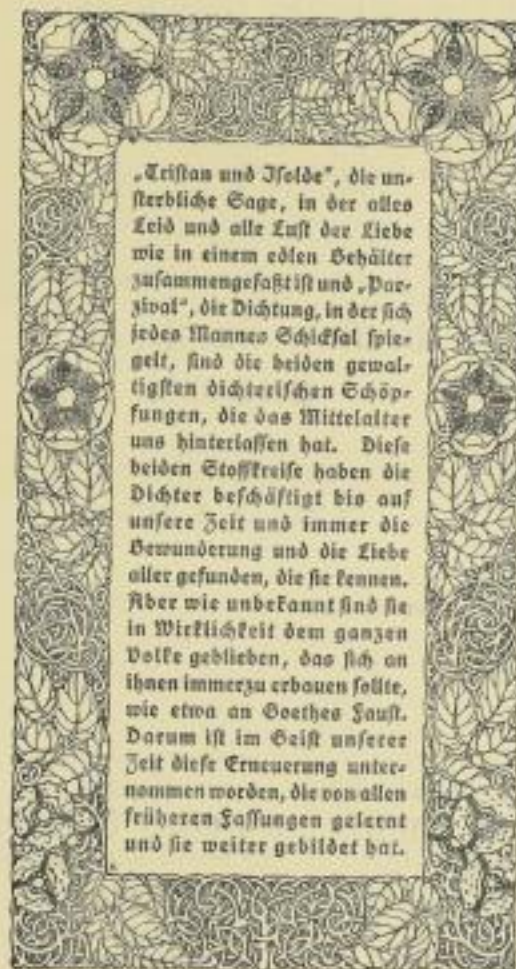 „Tristan und Isolde“, die un-
sterbliche Sage, in der alles
Leid und alle Lust der Liebe
wie in einem edlen Behälter
zusammengefaßt ist und „Par-
zival“, die Dichtung, in der sich
jedes Mannes Schicksal spie-
gelt, sind die beiden gewal-
tigsten dichterischen Schöp-
fungen, die das Mittelalter
uns hinterlassen hat. Diese
beiden Stoffkreise haben die
Dichter beschäftigt bis auf
unsere Zeit und immer die
Bewunderung und die Liebe
aller gefunden, die sie kennen.
Aber wie unbekannt sind sie
in Wirklichkeit dem ganzen
Volke geblieben, das sich an
ihnen immerzu erbauen sollte,
wie etwa an Goethes Faust.
Darum ist im Geist unserer
Zeit diese Erneuerung unter-
nommen worden, die von allen
früheren Fassungen gelernt
und sie weiter gebildet hat.